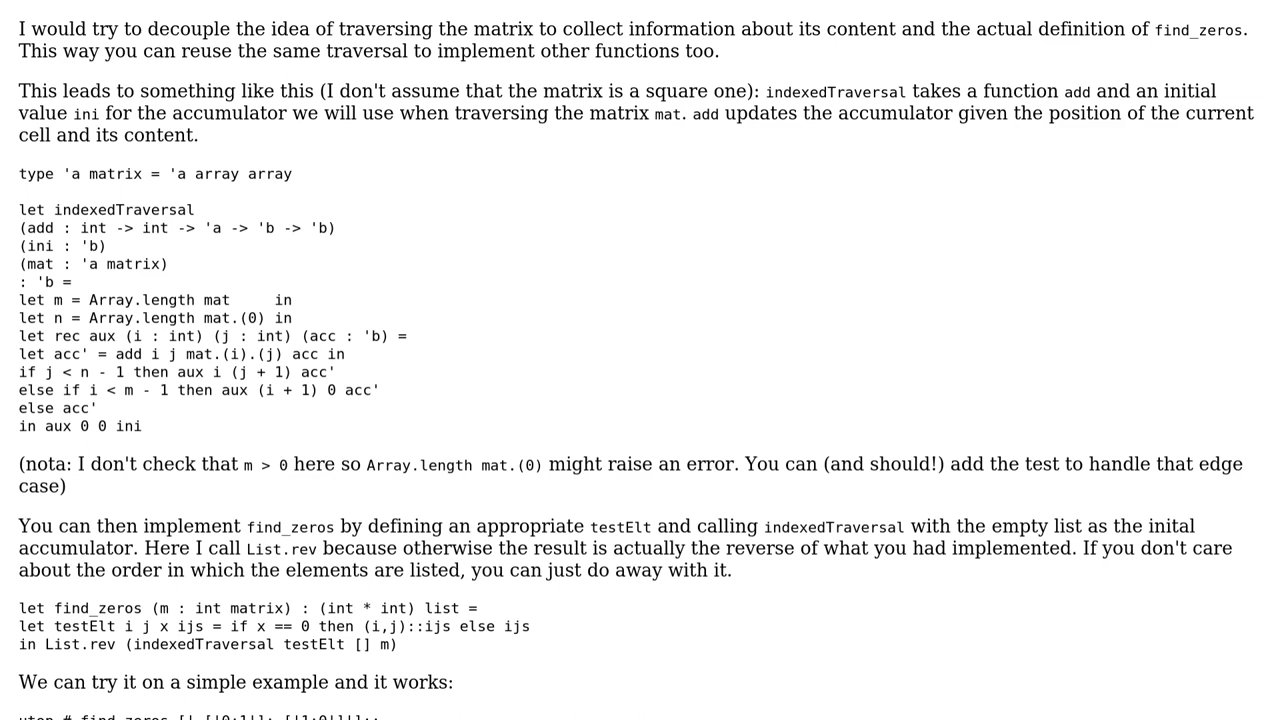 I would try to decouple the idea of traversing the matrix to collect information about its content and the actual definition of find_zeros.
This way you can reuse the same traversal to implement other functions too.
This leads to something like this (I don't assume that the matrix is a square one): indexedTraversal takes a function add and an initial
value ini for the accumulator we will use when traversing the matrix mat. add updates the accumulator given the position of the current
cell and its content.
type 'a matrix = 'a array array
let indexedTraversal
(add : int -> int -> 'a -> 'b -> 'b)
(ini : 'b)
(mat : 'a matrix)
: 'b =
let m = Array.length mat     in
let n = Array.length mat.(0) in
let rec aux (i : int) (j : int) (acc : 'b) =
let acc' = add i j mat.(i).(j) acc in
if j < n - 1 then aux i (j + 1) acc'
else if i < m - 1 then aux (i + 1) 0 acc'
else acc'
in aux 0 0 ini
(nota: I don't check that m > 0 here so Array.length mat.(0) might raise an error. You can (and should!) add the test to handle that edge
case)
You can then implement find_zeros by defining an appropriate testElt and calling indexedTraversal with the empty list as the inital
accumulator. Here I call List.rev because otherwise the result is actually the reverse of what you had implemented. If you don't care
about the order in which the elements are listed, you can just do away with it.
let find_zeros (m : int matrix) : (int * int) list =
let testElt i j x ijs = if x == 0 then (i,j)::ijs else ijs
in List.rev (indexedTraversal testElt [] m)
We can try it on a simple example and it works:
utop # find_zeros [| [|0;1|]; [|1;0|]|];;